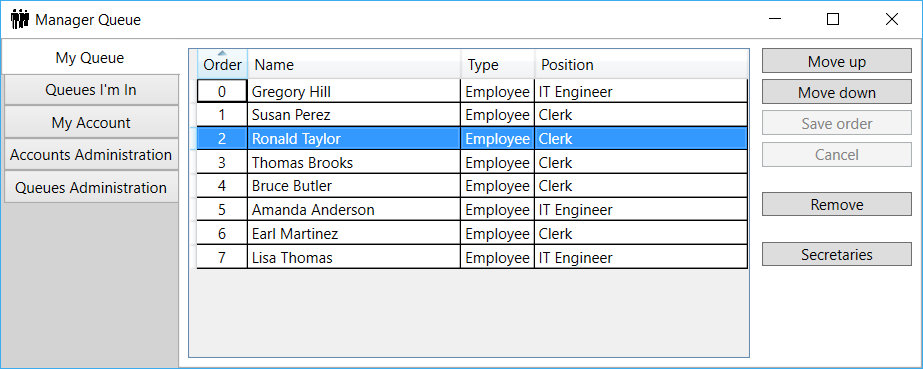 Manager Queue
My Queue
Queues I'm In
My Account
Accounts Administration
Queues Administration
Order Name Type Position
0 Gregory Hill Employee IT Engineer
1 Susan Perez Employee Clerk
2 Ronald Taylor Employee Clerk
3 Thomas Brooks Employee Clerk
4 Bruce Butler Employee Clerk
5 Amanda Anderson Employee IT Engineer
6 Earl Martinez Employee Clerk
7 Lisa Thomas Employee IT Engineer
Move up
Move down
Save order
Cancel
Remove
Secretaries